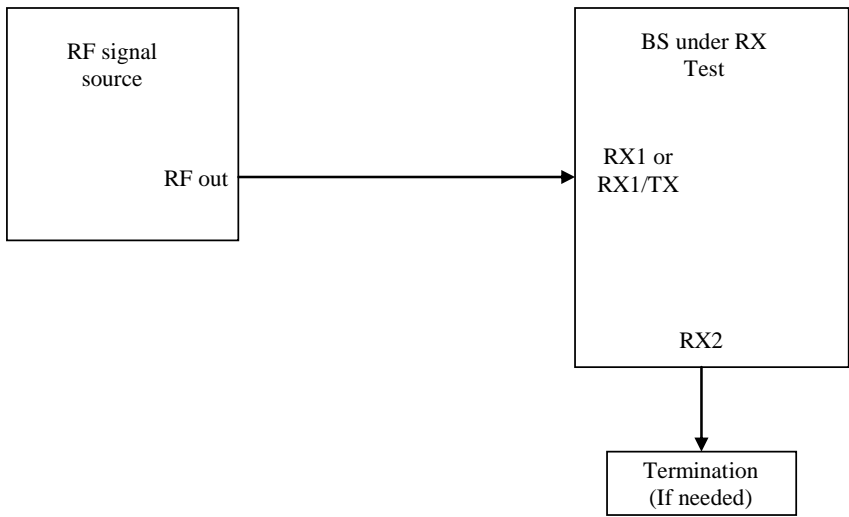 RF signal
source
BS under RX
Test
RF out
RX1 or
RX1/TX
RX2
Termination
(If needed)